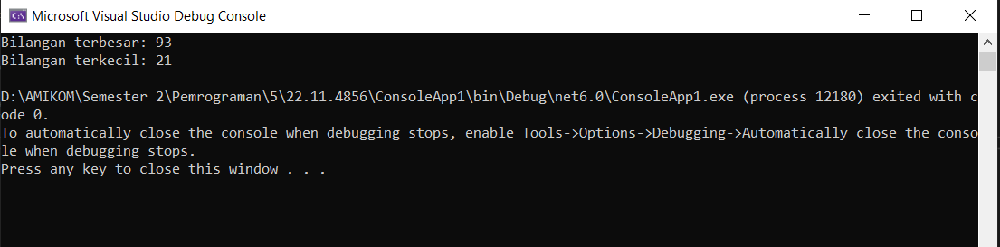 C:\
Microsoft Visual Studio Debug Console
Bilangan terbesar: 93
Bilangan terkecil: 21
D:\AMIKOM\Semester 2\Pemrograman\5\22.11.4856\ConsoleApp1\bin\Debug\net6.0\ConsoleApp1.exe (process 12180) exited with c
ode 0.
To automatically close the console when debugging stops, enable Tools->Options->Debugging->Automatically close the conso
le when debugging stops.
Press any key to close this window . . .